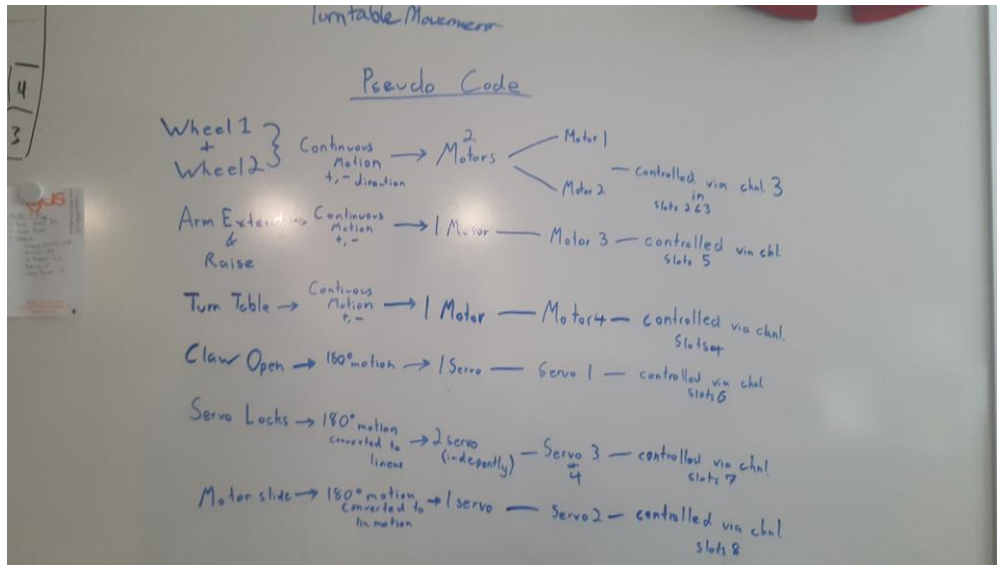 Turntable Movement
Pseudo Code
4
3
Wheel 1 + Wheel 2 } Continuous Motion +,- direction → 2 Motors
Motor 1
Motor 2
— controlled via chnl. 3 in slots 2&3
Arm Extend & Raise → Continuous Motion +,- → 1 Motor — Motor 3 — controlled via chl. slots 5
Turn Table → Contivous Motion +,- → 1 Motor — Motor 4 — controlled via chnl. Slots 4
Claw Open → 180° motion → 1 Servo — Servo 1 — controlled via chnl slots 6
Servo Locks → 180° motion converted to linear → 2 servo (indepently) — Servo 3 + 4 — controlled via chnl. slots 7
Motor slide → 180° motion converted to lin motion → 1 servo — Servo 2 — controlled via chnl slots 8